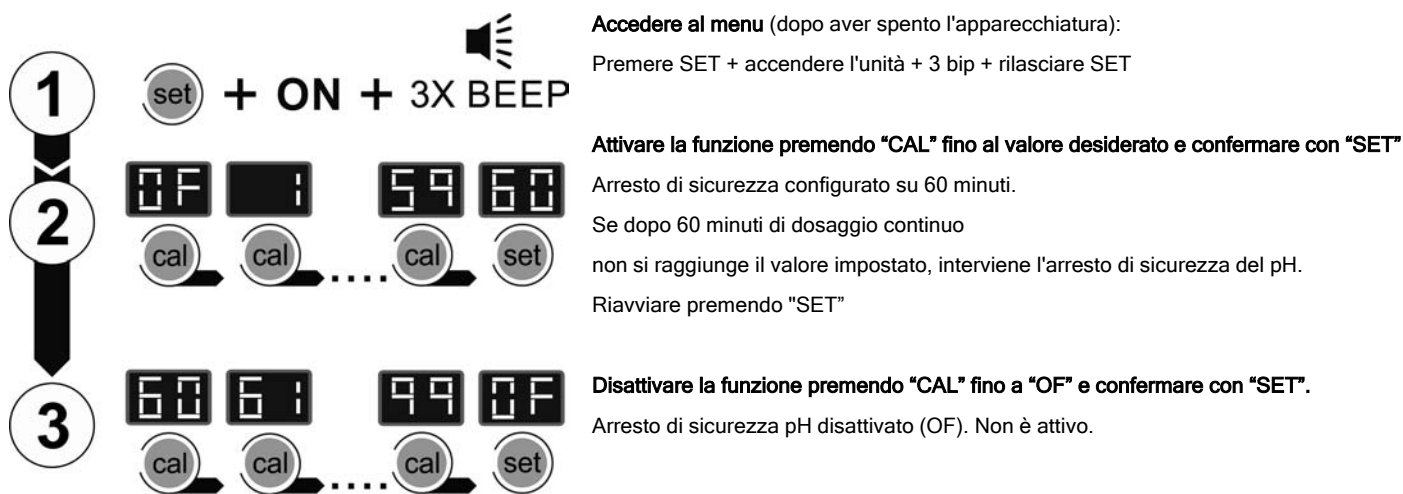 Accedere al menu (dopo aver spento l'apparecchiatura):
1 set + ON + 3X BEEP
Premere SET + accendere l'unità + 3 bip + rilasciare SET
Attivare la funzione premendo “CAL” fino al valore desiderato e confermare con “SET”
2
OF 1 59 60
cal cal .... cal set
Arresto di sicurezza configurato su 60 minuti.
Se dopo 60 minuti di dosaggio continuo
non si raggiunge il valore impostato, interviene l'arresto di sicurezza del pH.
Riavviare premendo "SET”
3
60 61 99 OF
cal cal .... cal set
Disattivare la funzione premendo “CAL” fino a “OF” e confermare con “SET”.
Arresto di sicurezza pH disattivato (OF). Non è attivo.